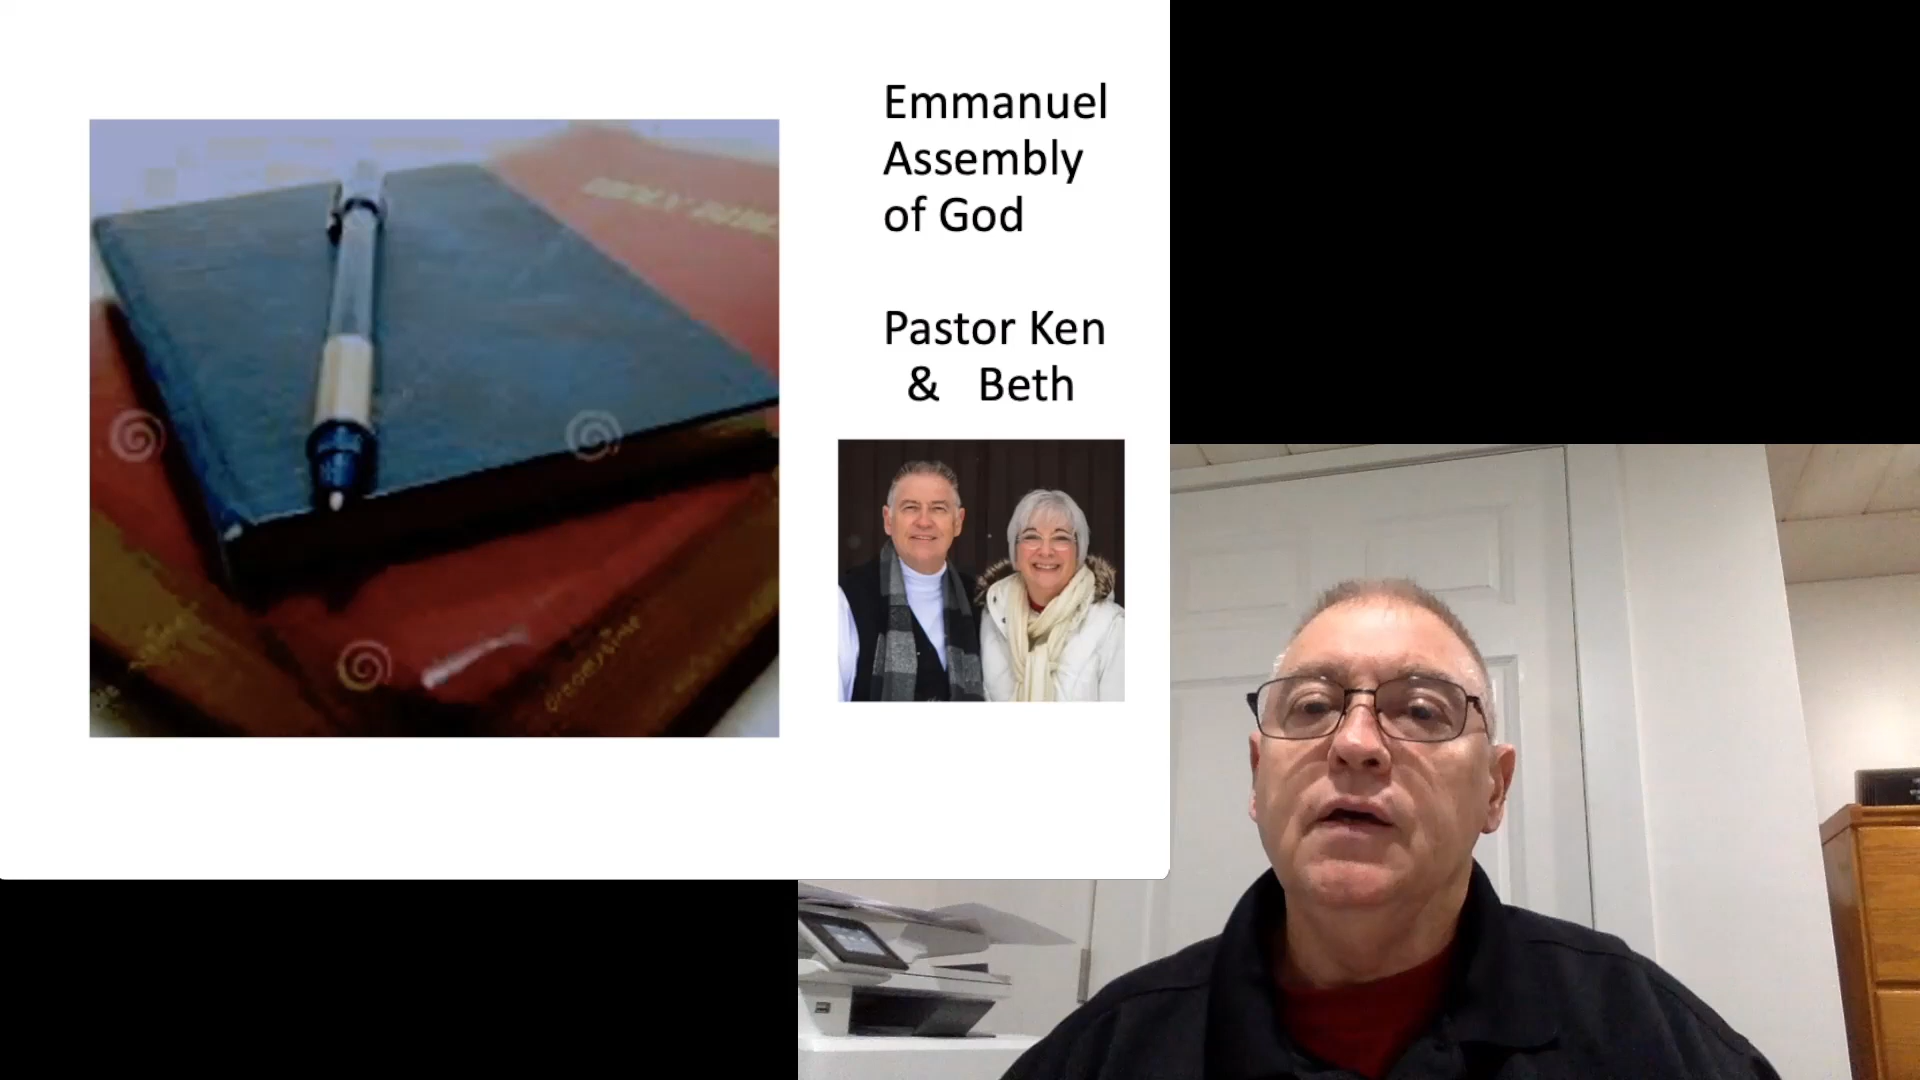 Emmanuel
Assembly
of God
Pastor Ken
& Beth